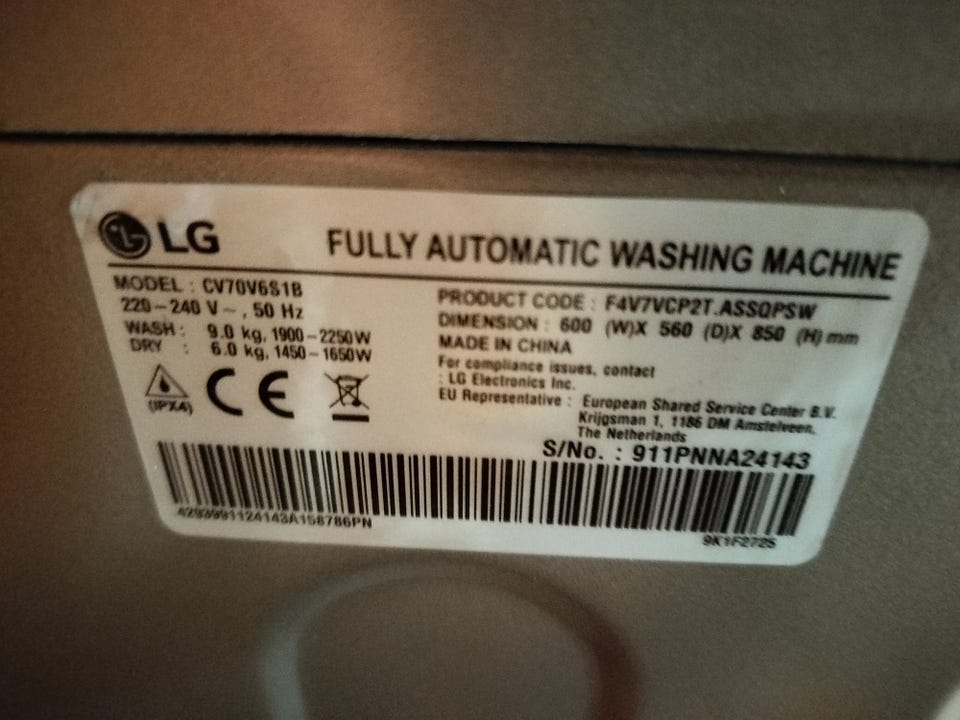 LG
FULLY AUTOMATIC WASHING MACHINE
MODEL : CV70V6S1B
220-240 V~, 50 Hz
WASH : 9.0 kg, 1900-2250W
DRY : 6.0 kg, 1450-1650W
(IPX4)
CE
PRODUCT CODE : F4V7VCP2T.ASSQPSW
DIMENSION : 600 (W)X 560 (D)X 850 (H) mm
MADE IN CHINA
For compliance issues, contact
: LG Electronics Inc.
EU Representative : European Shared Service Center B.V.
Krijgsman 1, 1186 DM Amstelveen,
The Netherlands
S/No. : 911PNNA24143
4293991124143A158786PN
9K1F2725